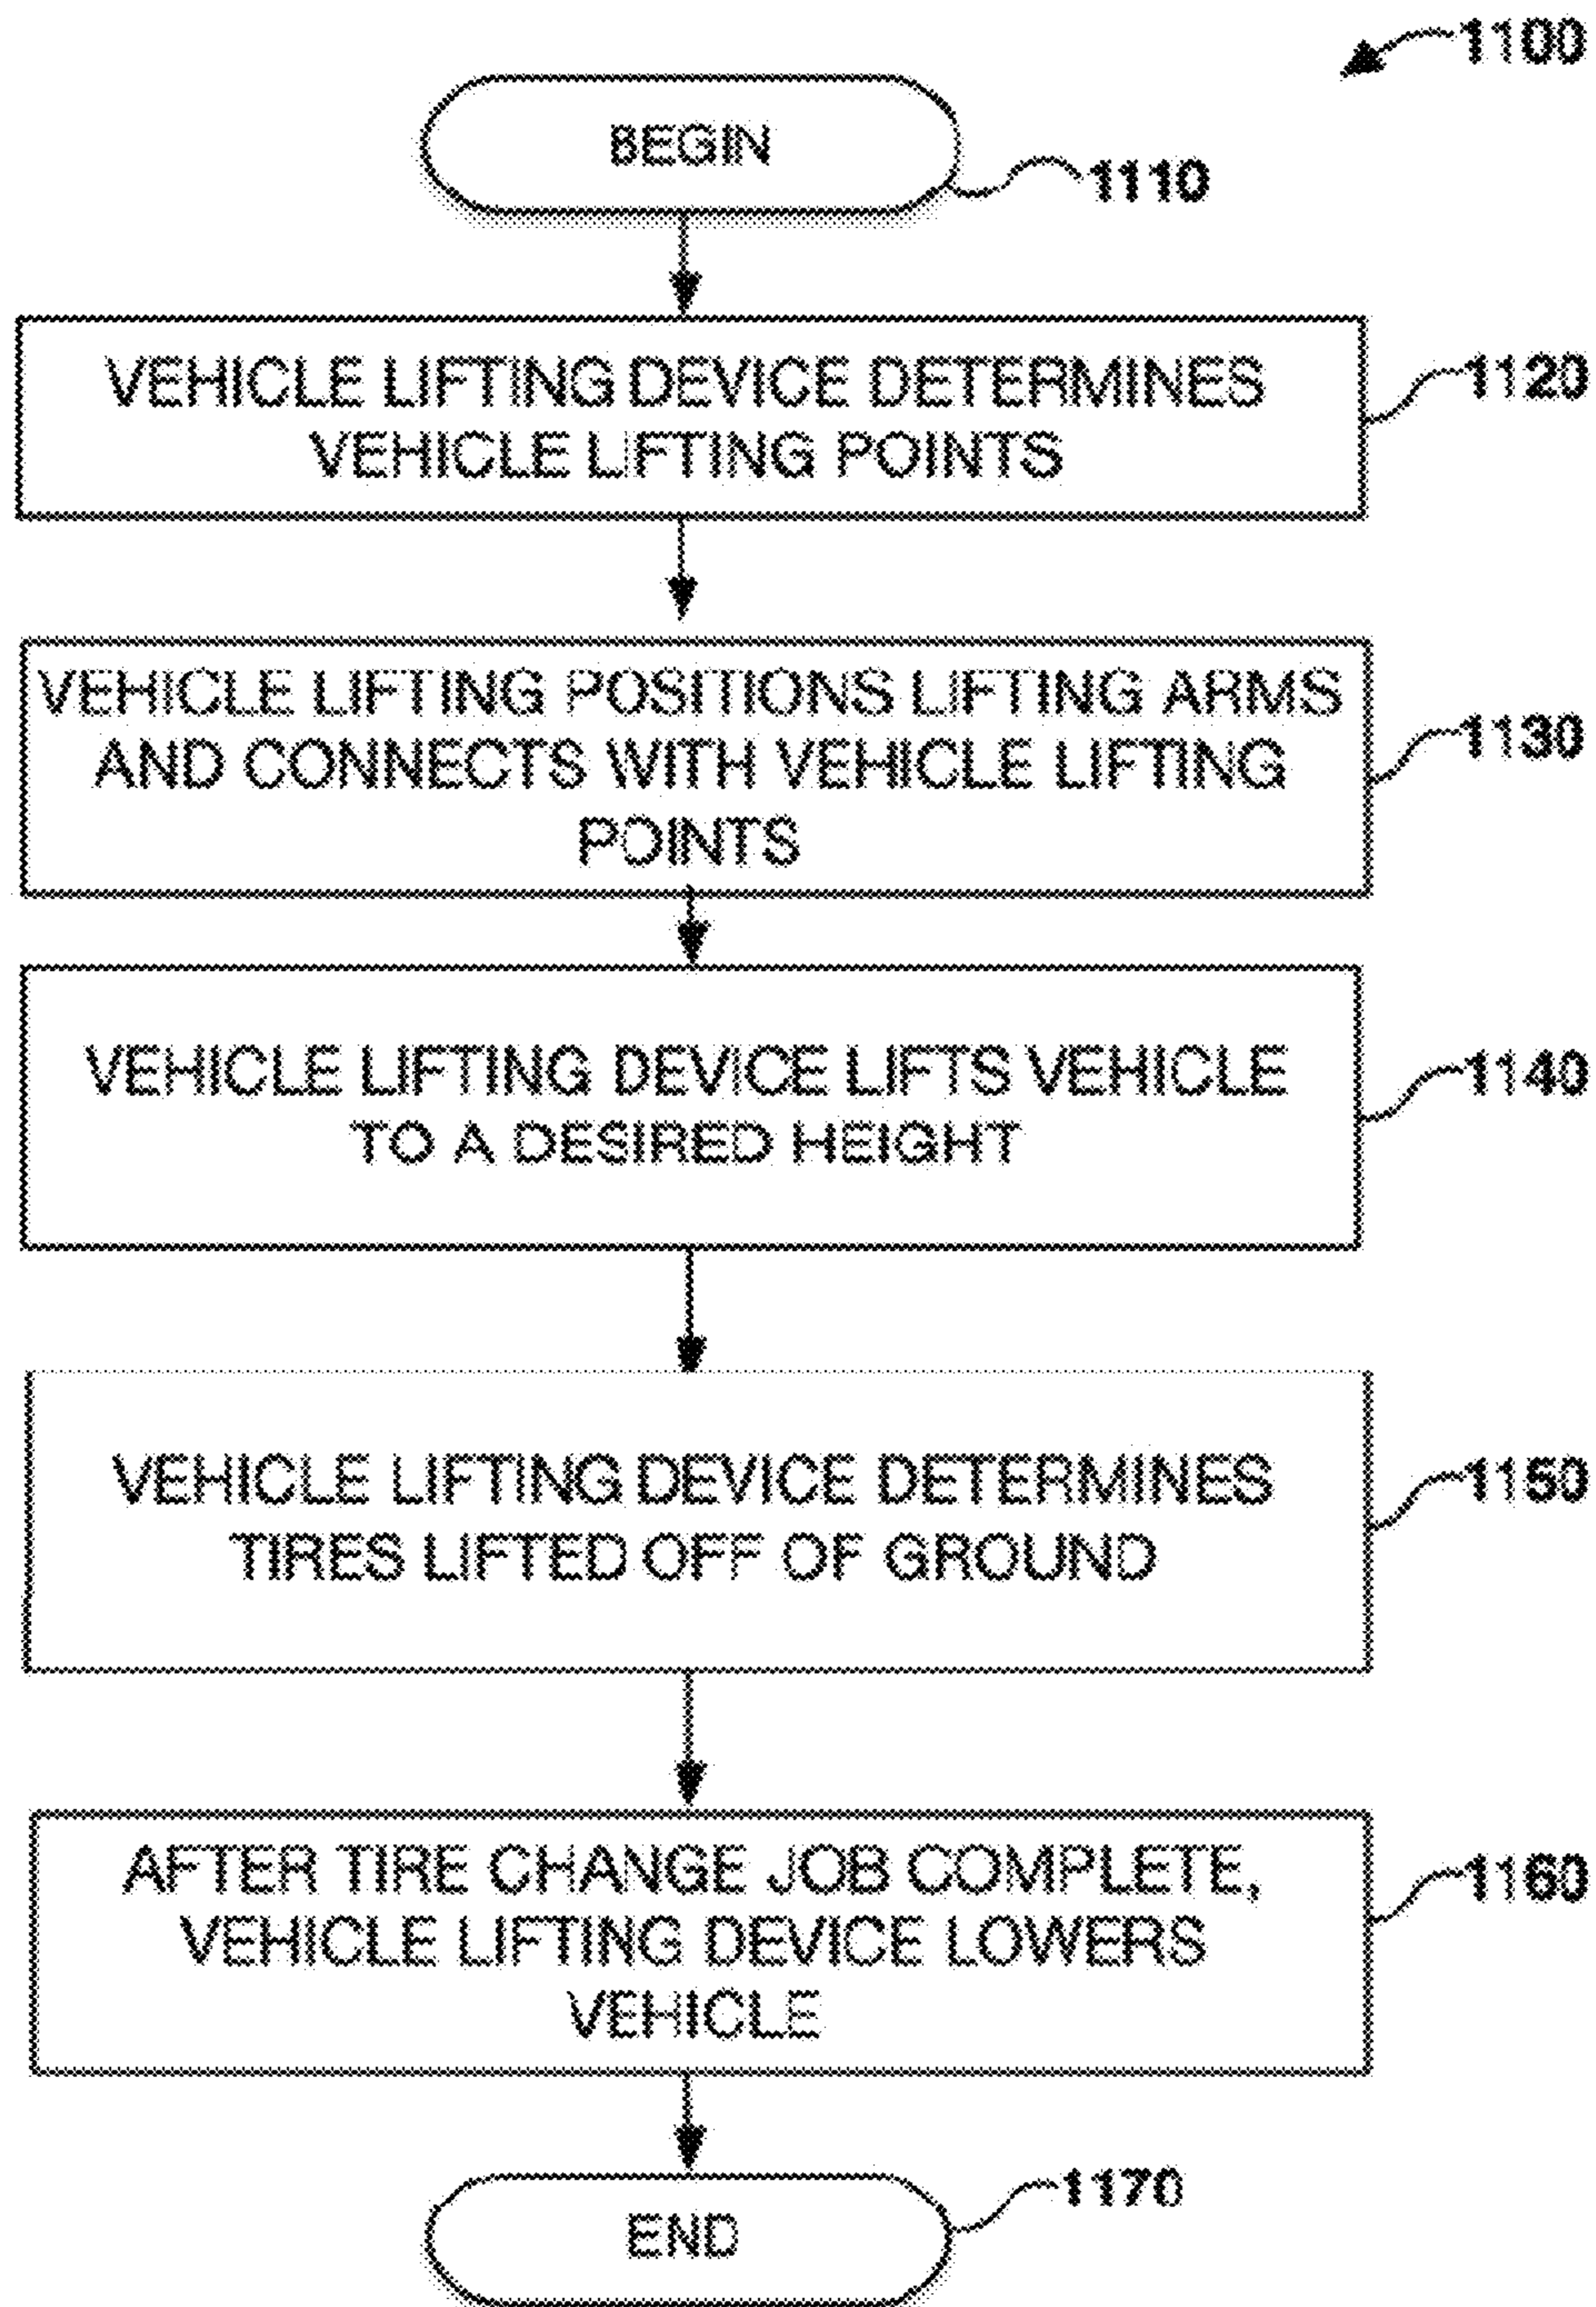 1100
BEGIN
1110
VEHICLE LIFTING DEVICE DETERMINES
VEHICLE LIFTING POINTS
1120
VEHICLE LIFTING POSITIONS LIFTING ARMS
AND CONNECTS WITH VEHICLE LIFTING
POINTS
1130
VEHICLE LIFTING DEVICE LIFTS VEHICLE
TO A DESIRED HEIGHT
1140
VEHICLE LIFTING DEVICE DETERMINES
TIRES LIFTED OFF OF GROUND
1150
AFTER TIRE CHANGE JOB COMPLETE,
VEHICLE LIFTING DEVICE LOWERS
VEHICLE
1160
END
1170